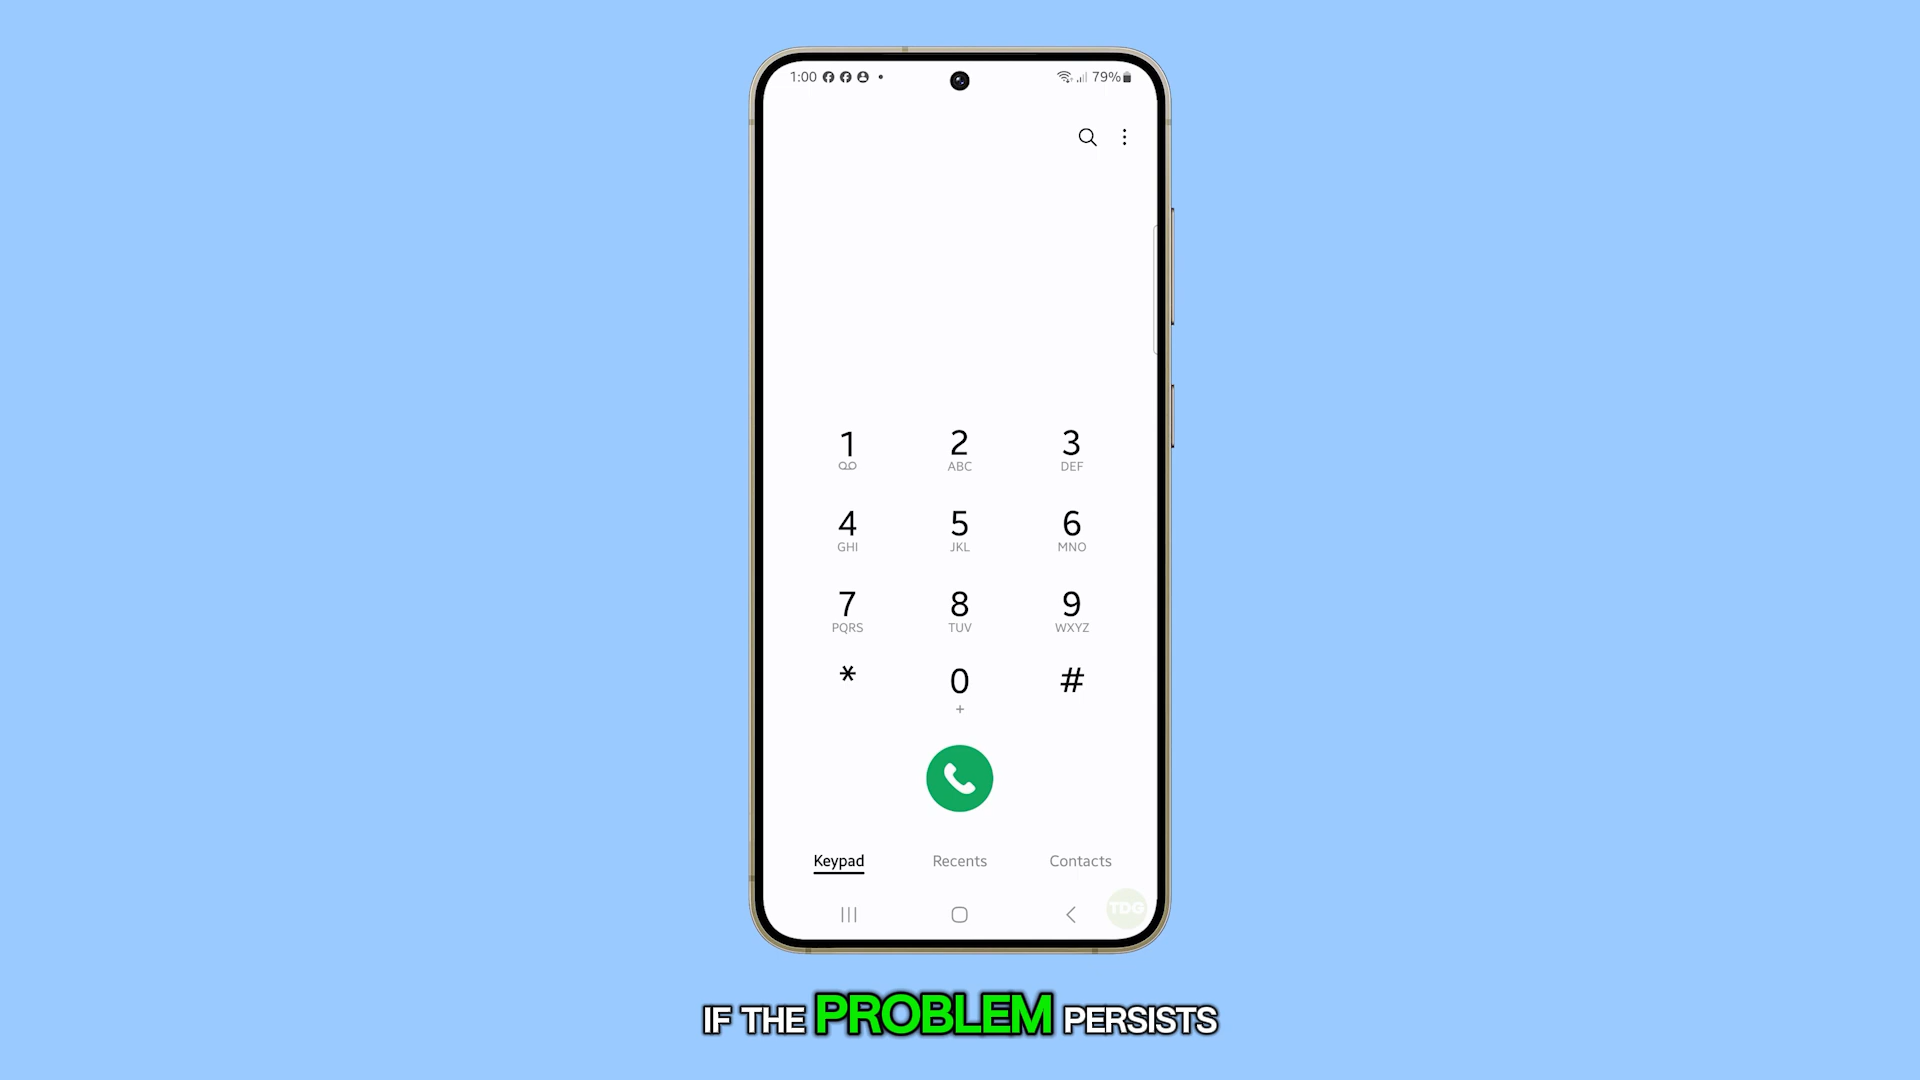 1:00 79%
1 2 3
ABC DEF
4 5 6
GHI JKL MNO
7 8 9
PQRS TUV WXYZ
* 0 #
+
Keypad Recents Contacts
TDG
IF THE PROBLEM PERSISTS